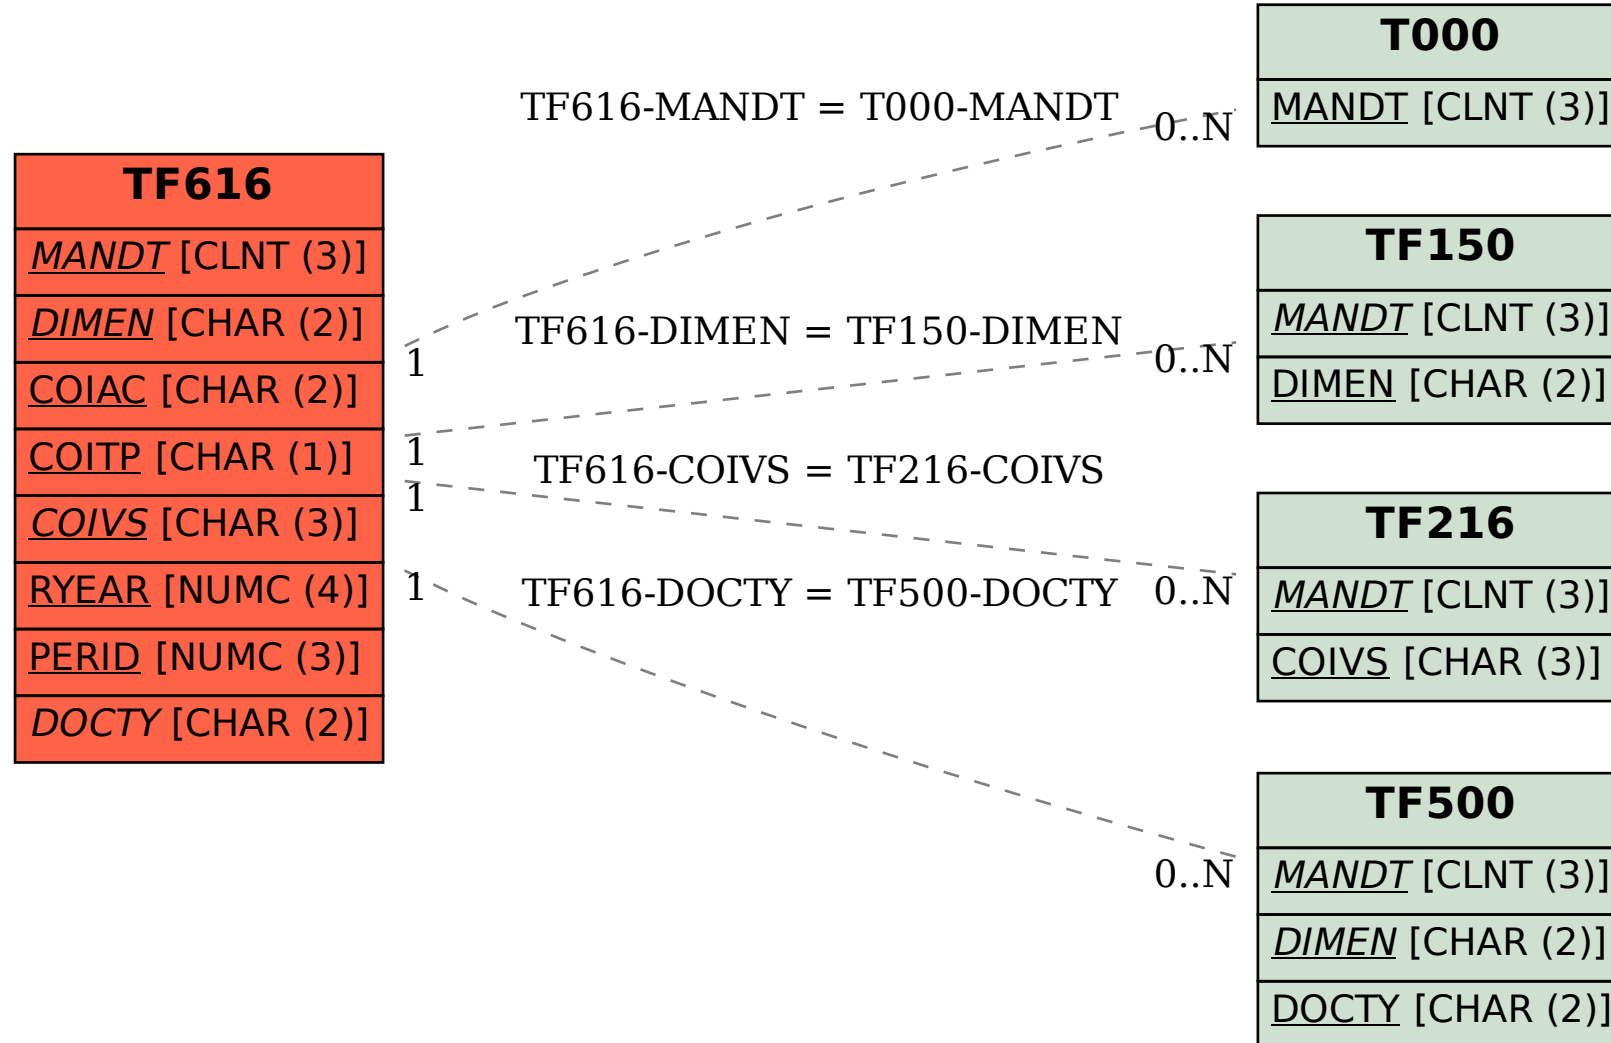 TF616
MANDT [CLNT (3)]
DIMEN [CHAR (2)]
COIAC [CHAR (2)]
COITP [CHAR (1)]
COIVS [CHAR (3)]
RYEAR [NUMC (4)]
PERID [NUMC (3)]
DOCTY [CHAR (2)]
TF616-MANDT = T000-MANDT
0..N
1
TF616-DIMEN = TF150-DIMEN
0..N
1
TF616-COIVS = TF216-COIVS
1
0..N
TF616-DOCTY = TF500-DOCTY
1
0..N
T000
MANDT [CLNT (3)]
TF150
MANDT [CLNT (3)]
DIMEN [CHAR (2)]
TF216
MANDT [CLNT (3)]
COIVS [CHAR (3)]
TF500
MANDT [CLNT (3)]
DIMEN [CHAR (2)]
DOCTY [CHAR (2)]